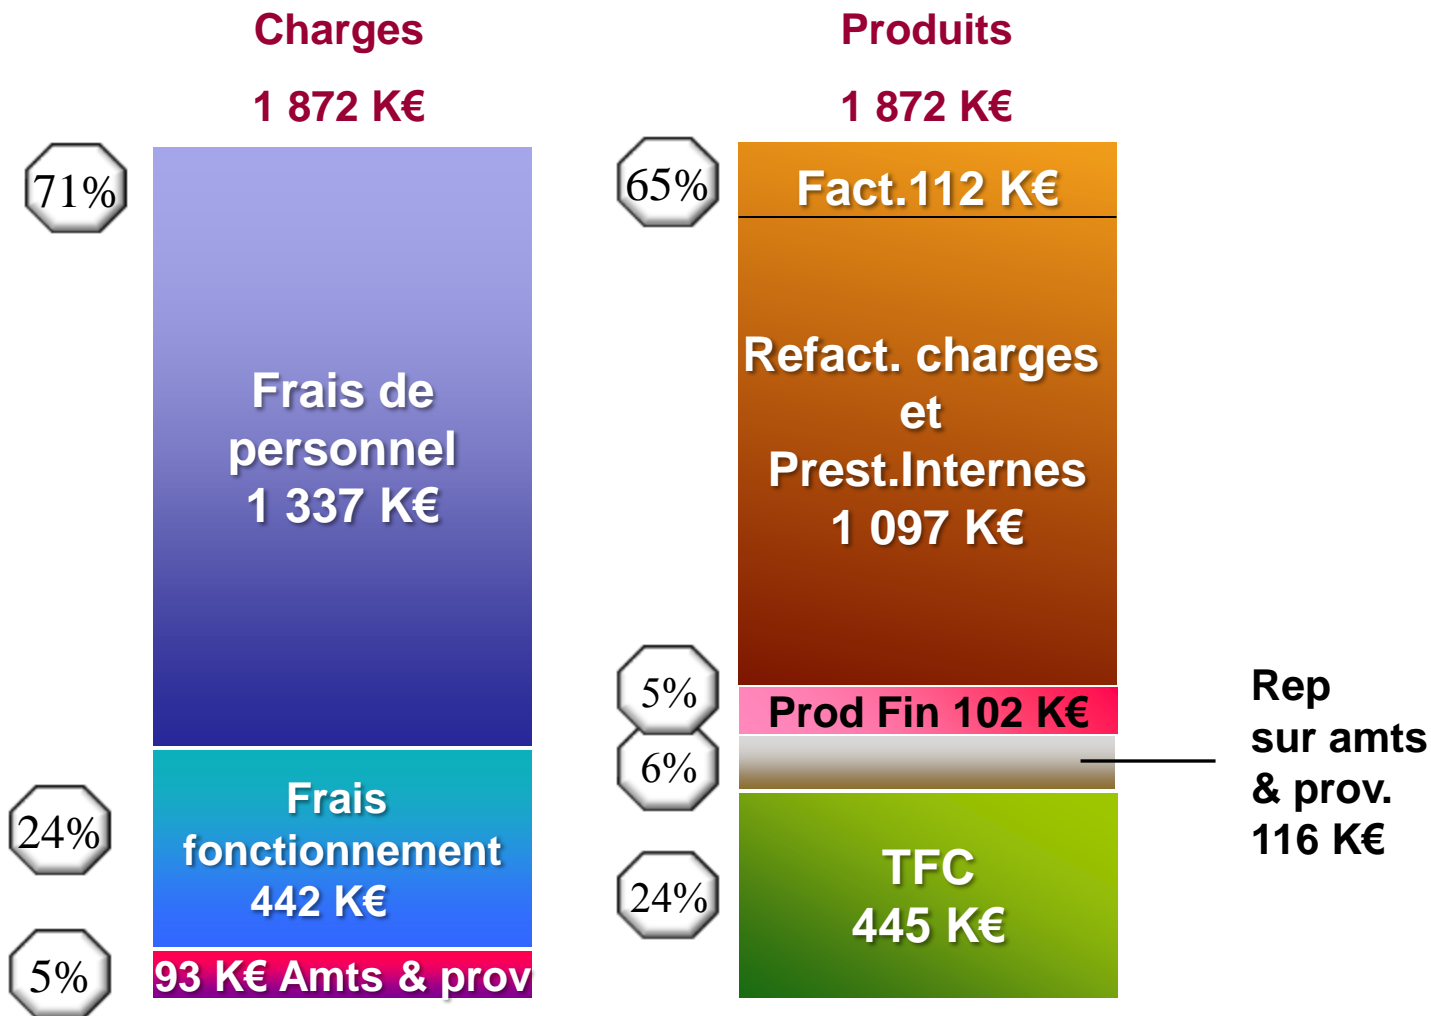 Charges
1 872 K€
71%
Frais de
personnel
1 337 K€
24%
Frais
fonctionnement
442 K€
5%
93 K€ Amts & prov
Produits
1 872 K€
65%
Fact.112 K€
Refact. charges
et
Prest.Internes
1 097 K€
5%
Prod Fin 102 K€
6%
Rep
sur amts
& prov.
116 K€
24%
TFC
445 K€